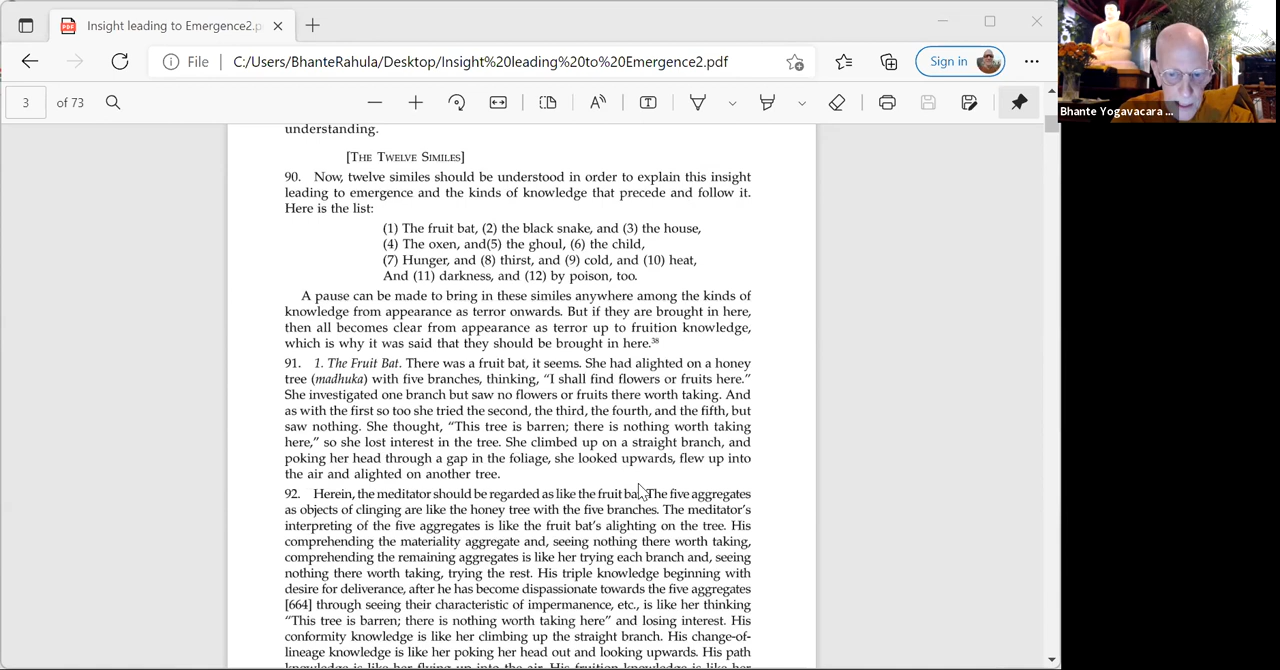 Insight leading to Emergence2.p
File
C:/Users/BhanteRahula/Desktop/Insight%20leading%20to%20Emergence2.pdf
Sign in
3 of 73
Bhante Yogavacara ...
understanding.
[THE TWELVE SIMILES]
90. Now, twelve similes should be understood in order to explain this insight
leading to emergence and the kinds of knowledge that precede and follow it.
Here is the list:
(1) The fruit bat, (2) the black snake, and (3) the house,
(4) The oxen, and(5) the ghoul, (6) the child,
(7) Hunger, and (8) thirst, and (9) cold, and (10) heat,
And (11) darkness, and (12) by poison, too.
A pause can be made to bring in these similes anywhere among the kinds of
knowledge from appearance as terror onwards. But if they are brought in here,
then all becomes clear from appearance as terror up to fruition knowledge,
which is why it was said that they should be brought in here.38
91. 1. The Fruit Bat. There was a fruit bat, it seems. She had alighted on a honey
tree (madhuka) with five branches, thinking, “I shall find flowers or fruits here.”
She investigated one branch but saw no flowers or fruits there worth taking. And
as with the first so too she tried the second, the third, the fourth, and the fifth, but
saw nothing. She thought, “This tree is barren; there is nothing worth taking
here,” so she lost interest in the tree. She climbed up on a straight branch, and
poking her head through a gap in the foliage, she looked upwards, flew up into
the air and alighted on another tree.
92. Herein, the meditator should be regarded as like the fruit ba The five aggregates
as objects of clinging are like the honey tree with the five branches. The meditator’s
interpreting of the five aggregates is like the fruit bat’s alighting on the tree. His
comprehending the materiality aggregate and, seeing nothing there worth taking,
comprehending the remaining aggregates is like her trying each branch and, seeing
nothing there worth taking, trying the rest. His triple knowledge beginning with
desire for deliverance, after he has become dispassionate towards the five aggregates
[664] through seeing their characteristic of impermanence, etc., is like her thinking
“This tree is barren; there is nothing worth taking here” and losing interest. His
conformity knowledge is like her climbing up the straight branch. His change-of-
lineage knowledge is like her poking her head out and looking upwards. His path
knowledge is like her flying up into the air. His fruition knowledge is like her